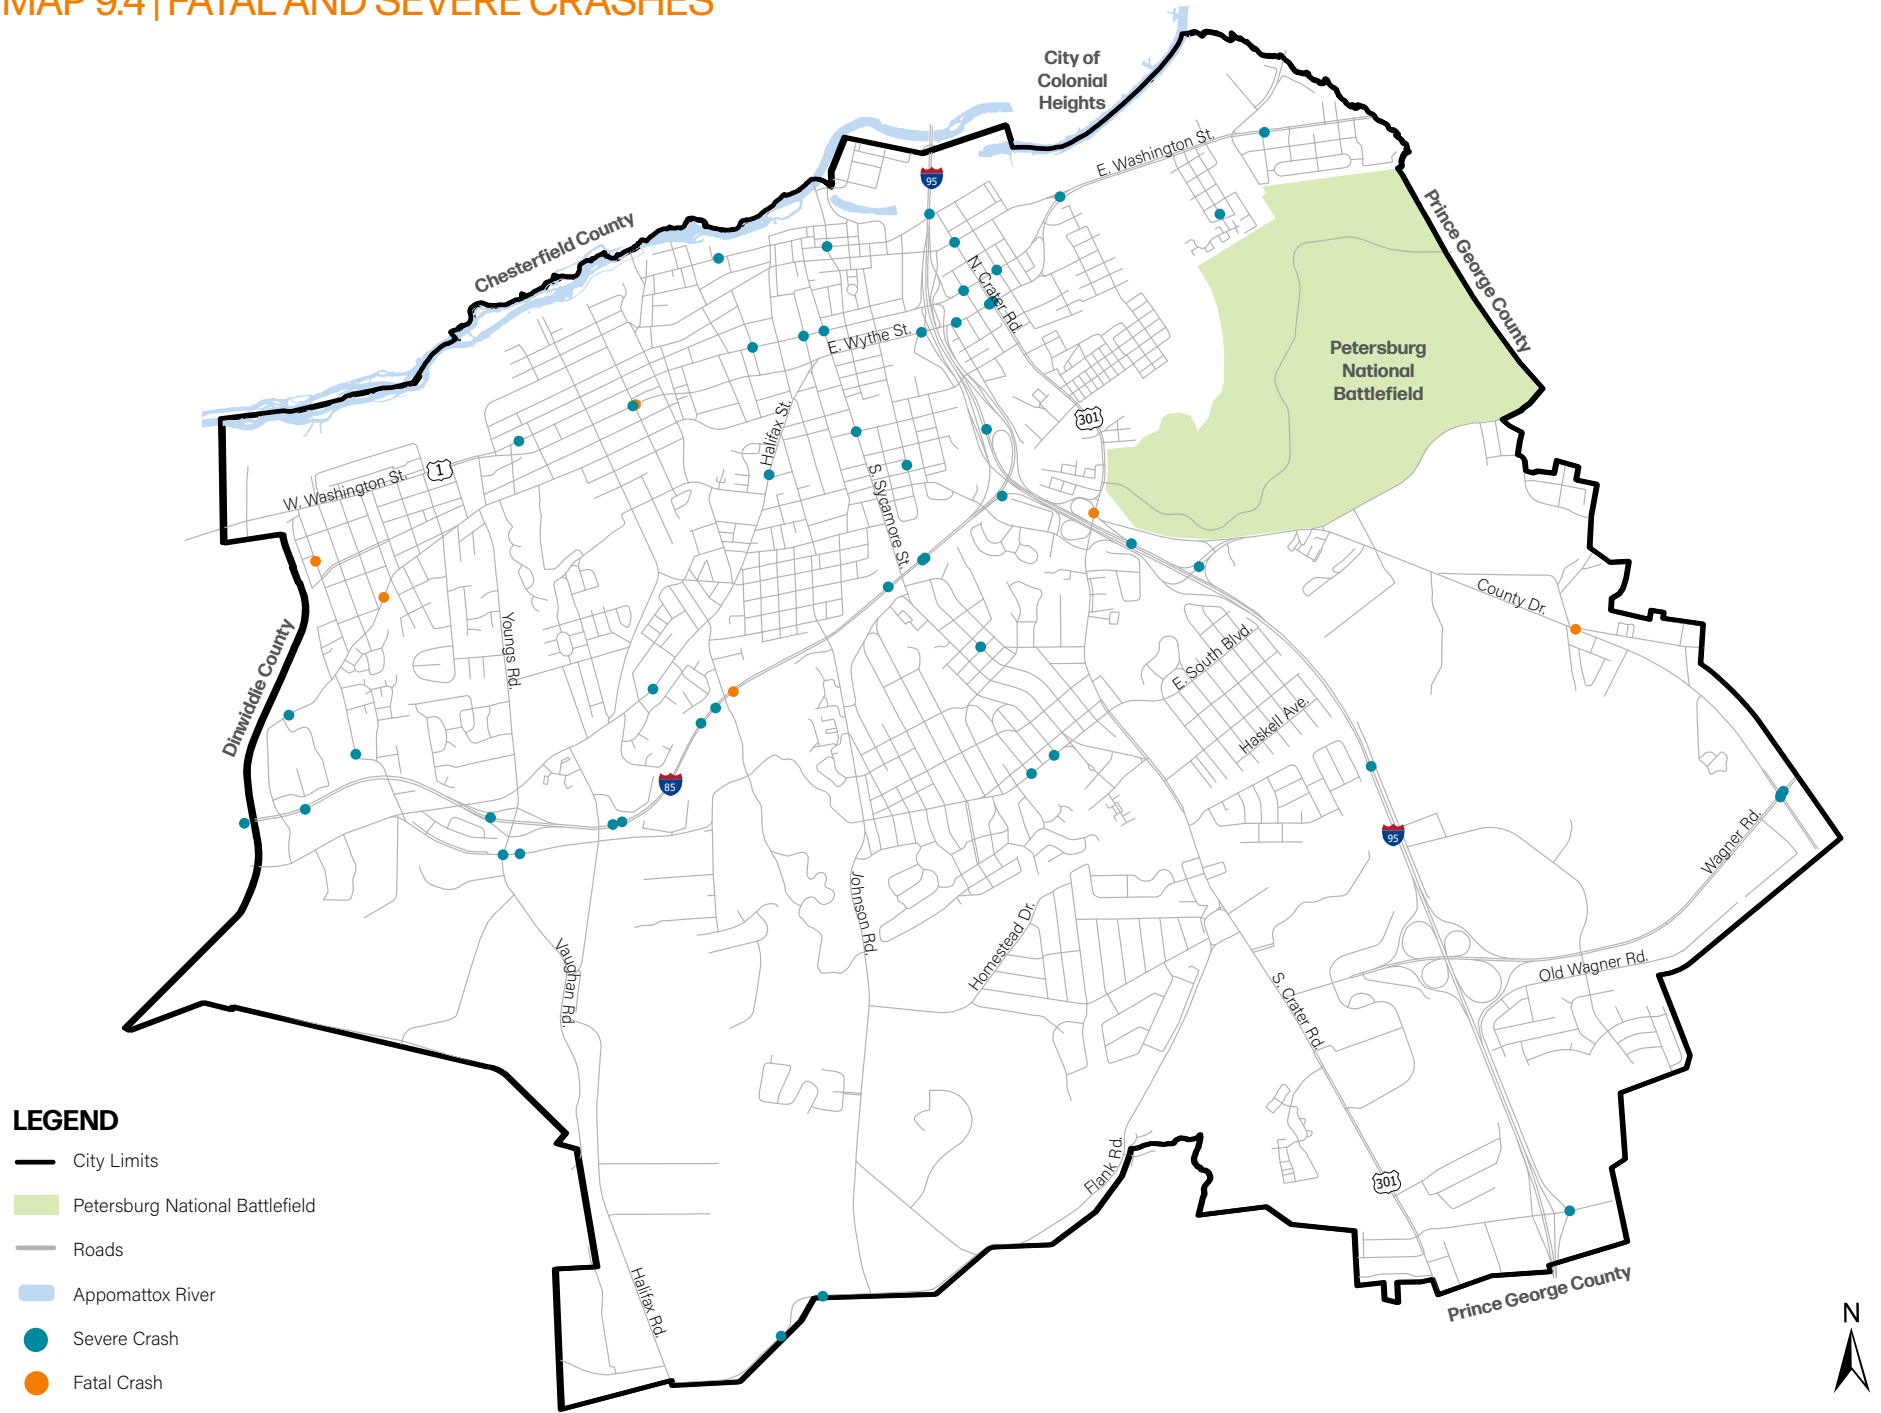 MAP 9.4 | FATAL AND SEVERE CRASHES
City of
Colonial
Heights
E. Washington St.
95
Prince George County
Chesterfield County
N. Crater Rd.
E. Wythe St.
Petersburg
National
Battlefield
301
Halifax St.
1
W. Washington St.
S. Sycamore St.
County Dr.
Youngs Rd.
E. South Blvd.
Dinwiddie County
Haskell Ave.
85
95
Wagner Rd.
Johnson Rd.
Homestead Dr.
Vaughan Rd.
Old Wagner Rd.
S. Crater Rd.
LEGEND
City Limits
Petersburg National Battlefield
Roads
Appomattox River
Severe Crash
Fatal Crash
Flank Rd.
301
Halifax Rd.
Prince George County
N